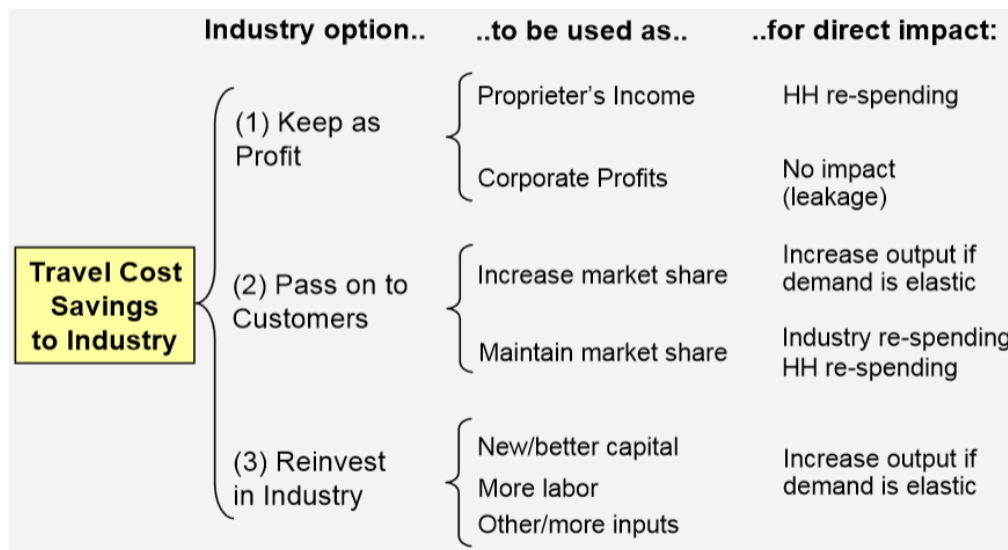 Industry option.. ..to be used as.. ..for direct impact:
(1) Keep as
Profit
Proprieter's Income
HH re-spending
Corporate Profits
No impact
(leakage)
Travel Cost
Savings
to Industry
(2) Pass on to
Customers
Increase market share
Increase output if
demand is elastic
Maintain market share
Industry re-spending
HH re-spending
(3) Reinvest
in Industry
New/better capital
More labor
Other/more inputs
Increase output if
demand is elastic